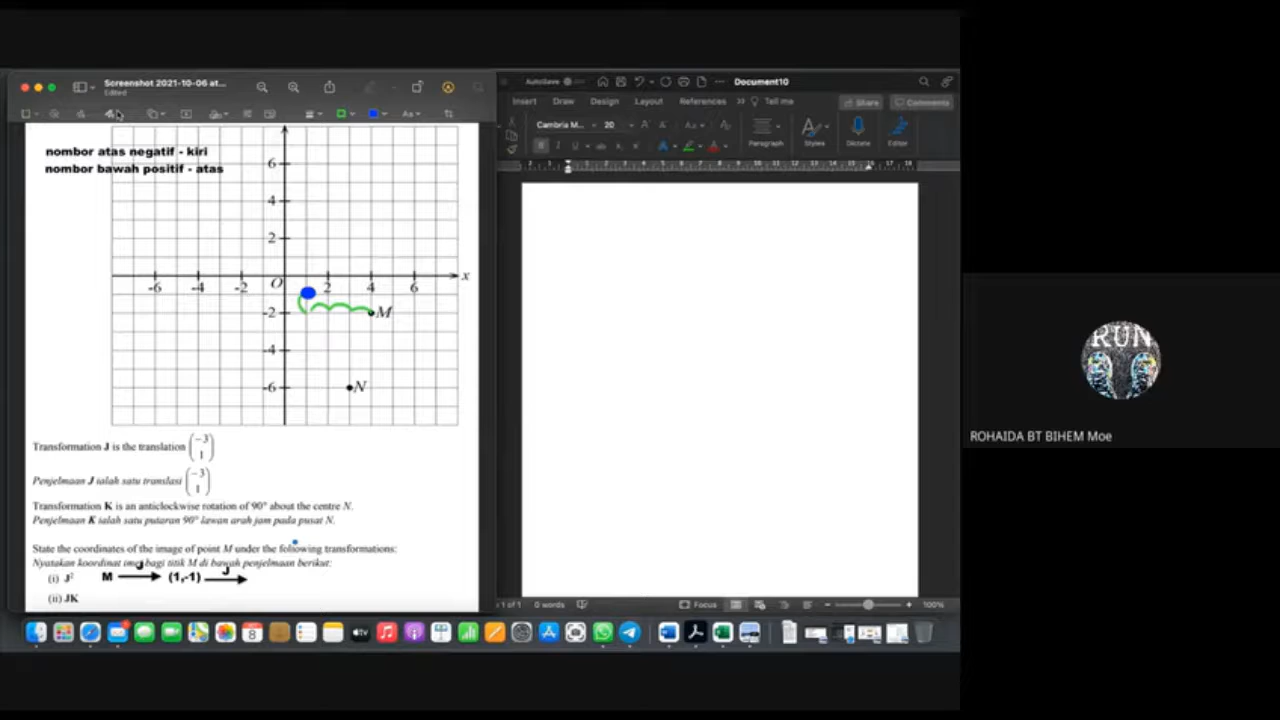 Screenshot 2021-10-06 at...
Edited
nombor atas negatif - kiri
nombor bawah positif - atas
6
4
2
O
-6 -4 -2 2 4 6 x
-2
M
-4
-6
N
Transformation J is the translation (-3 1)
Penjelmaan J ialah satu translasi (-3 1)
Transformation K is an anticlockwise rotation of 90° about the centre N.
Penjelmaan K ialah satu putaran 90° lawan arah jam pada pusat N.
State the coordinates of the image of point M under the following transformations:
Nyatakan koordinat imej bagi titik M di bawah penjelmaan berikut:
(i) J² M J (1,-1) J
(ii) JK
AutoSave
Document10
Insert Draw Design Layout References Tell me Share Comments
Cambria M... 20
Paragraph Styles Dictate Editor
1 of 1 0 words Focus 100%
OCT
8
ROHAIDA BT BIHEM Moe
RUN